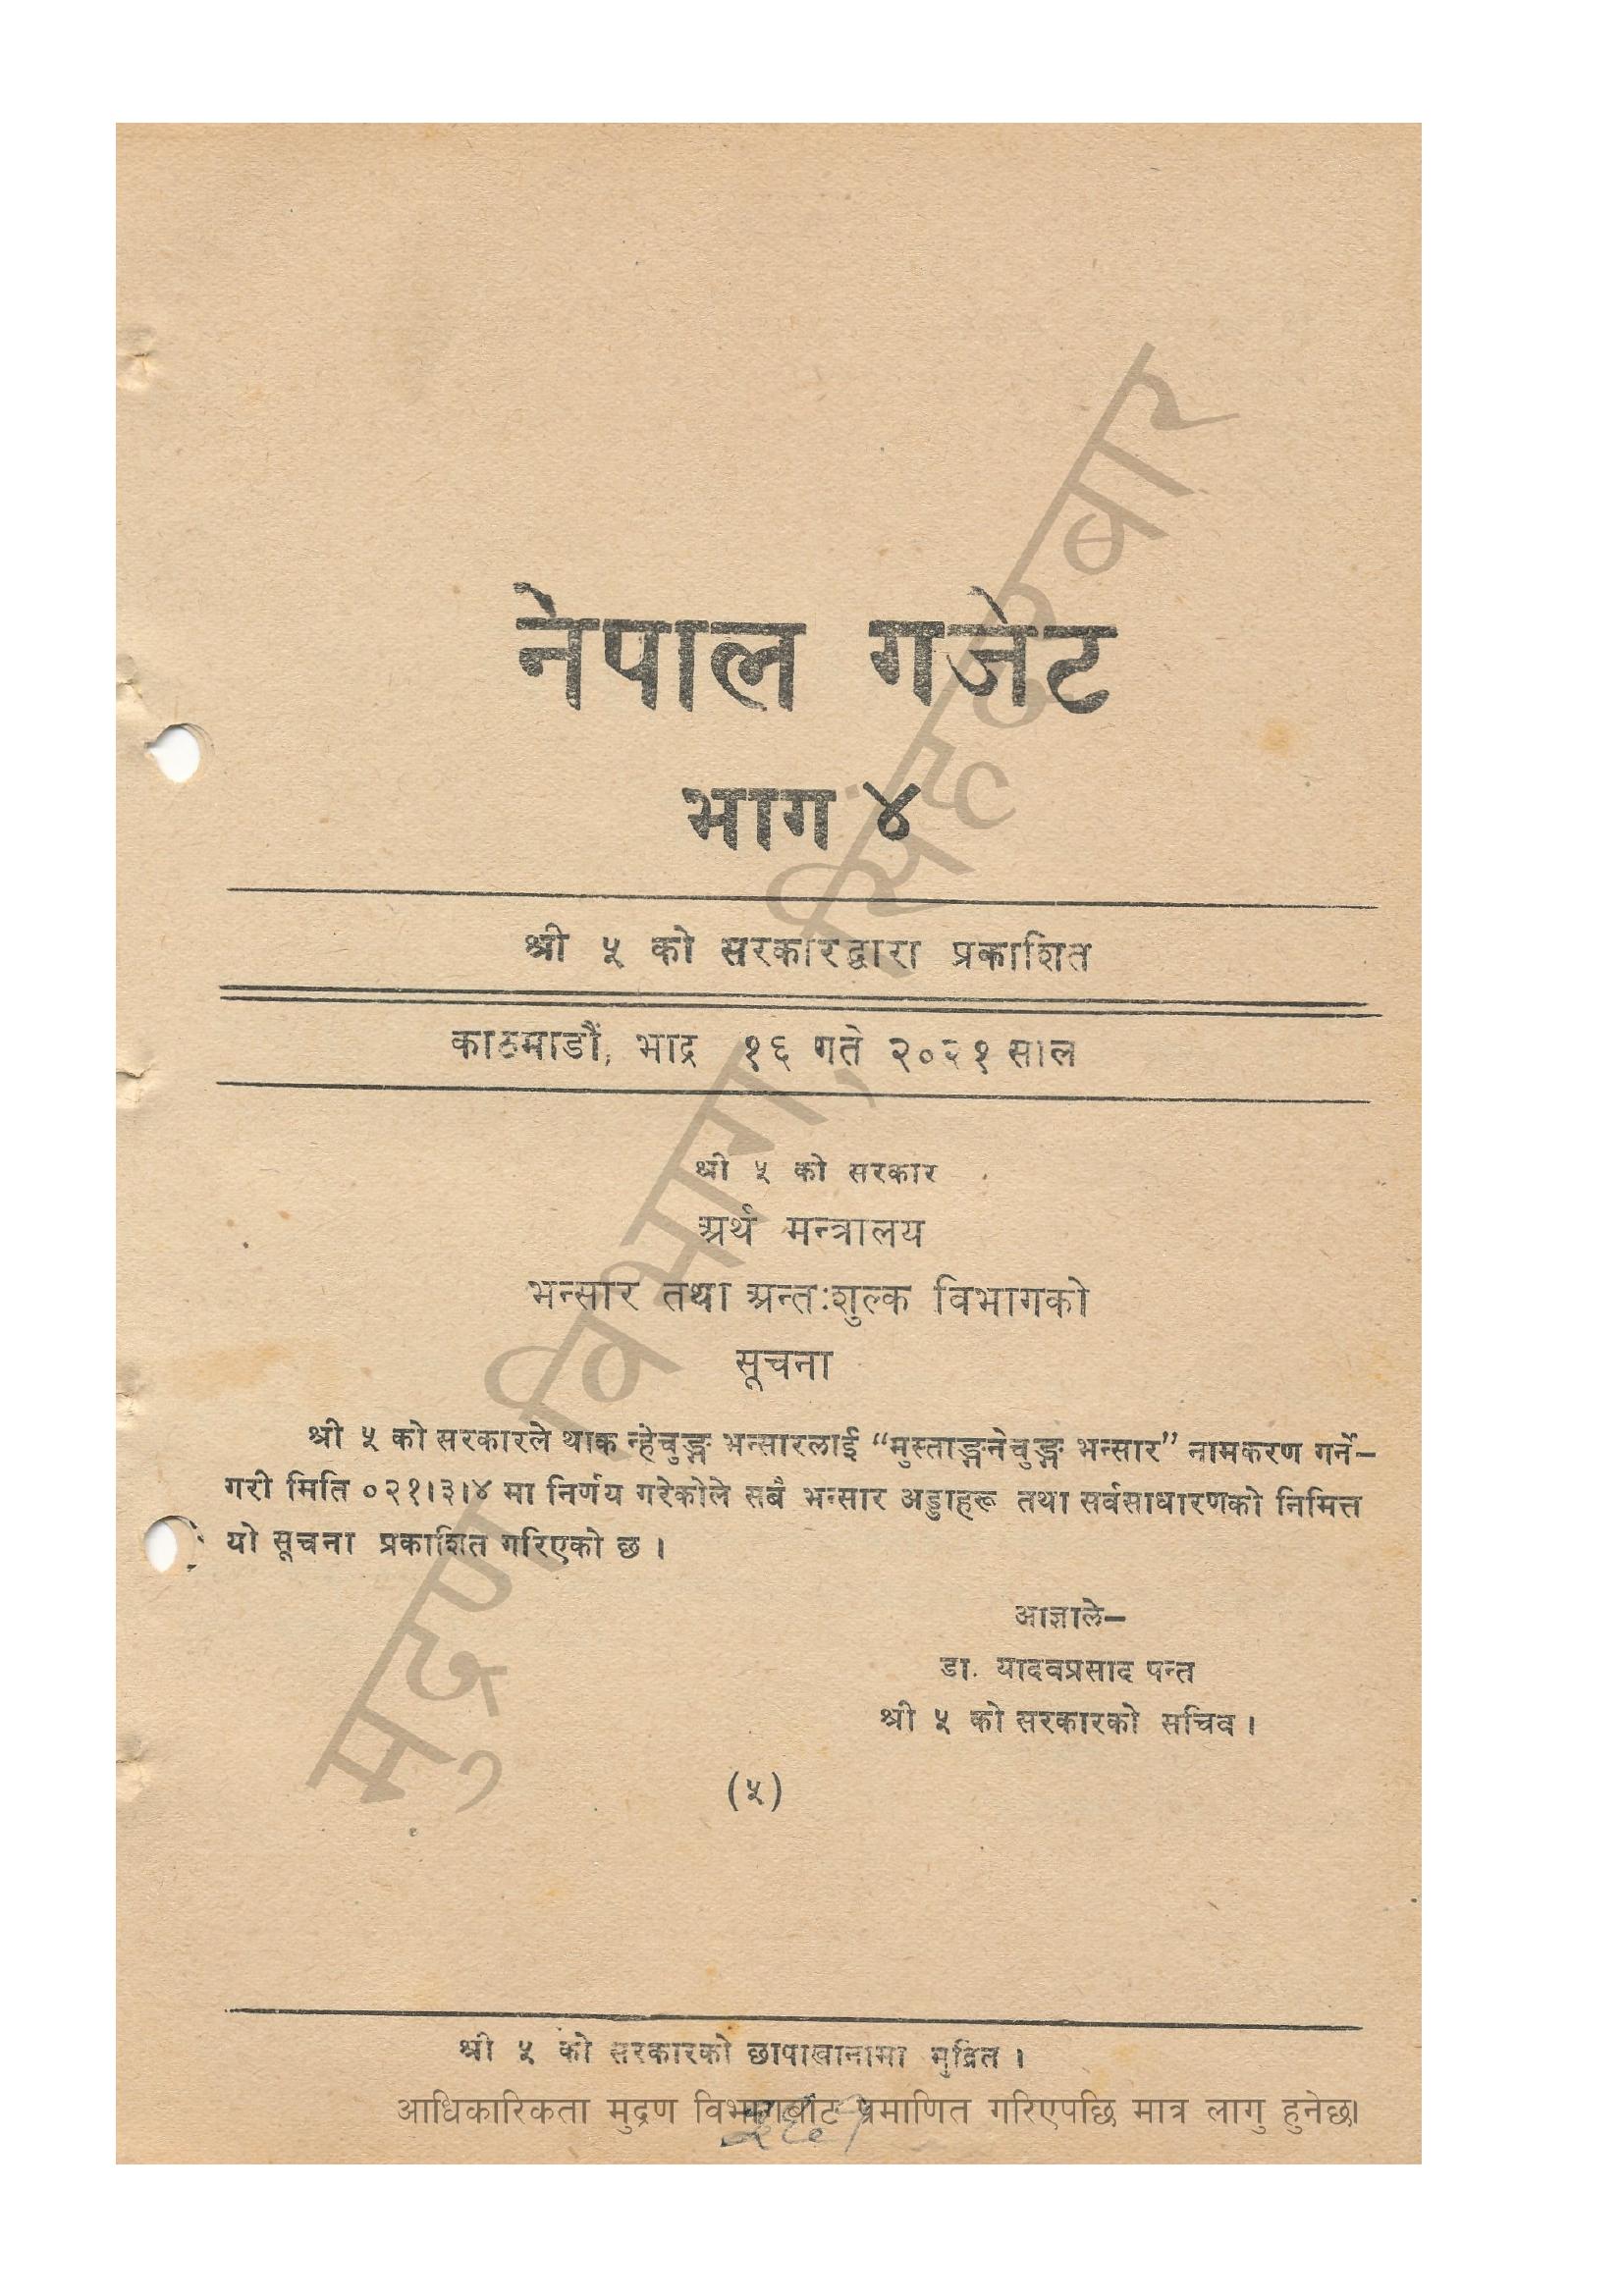 नेपाल गजेट
भाग ४
श्री ५ को सरकारद्वारा प्रकाशित
काठमाडौं, भाद्र १६ गते २०२१ साल
श्री ५ को सरकार
अर्थ मन्त्रालय
भन्सार तथा अन्तःशुल्क विभागको
सूचना
श्री ५ को सरकारले थाक न्हेचुङ्ग भन्सारलाई “मुस्ताङ्गनेचुङ्ग भन्सार” नामकरण गर्ने–
गरी मिति ०२१।३।४ मा निर्णय गरेकोले सबै भन्सार अड्डाहरू तथा सर्वसाधारणको निमित्त
यो सूचना प्रकाशित गरिएको छ ।
आज्ञाले–
डा. यादवप्रसाद पन्त
श्री ५ को सरकारको सचिव ।
(५)
श्री ५ को सरकारको छापाखानामा मुद्रित ।
आधिकारिकता मुद्रण विभागबाट प्रमाणित गरिएपछि मात्र लागु हुनेछ।
मुद्रण विभाग, सिंहदरबार